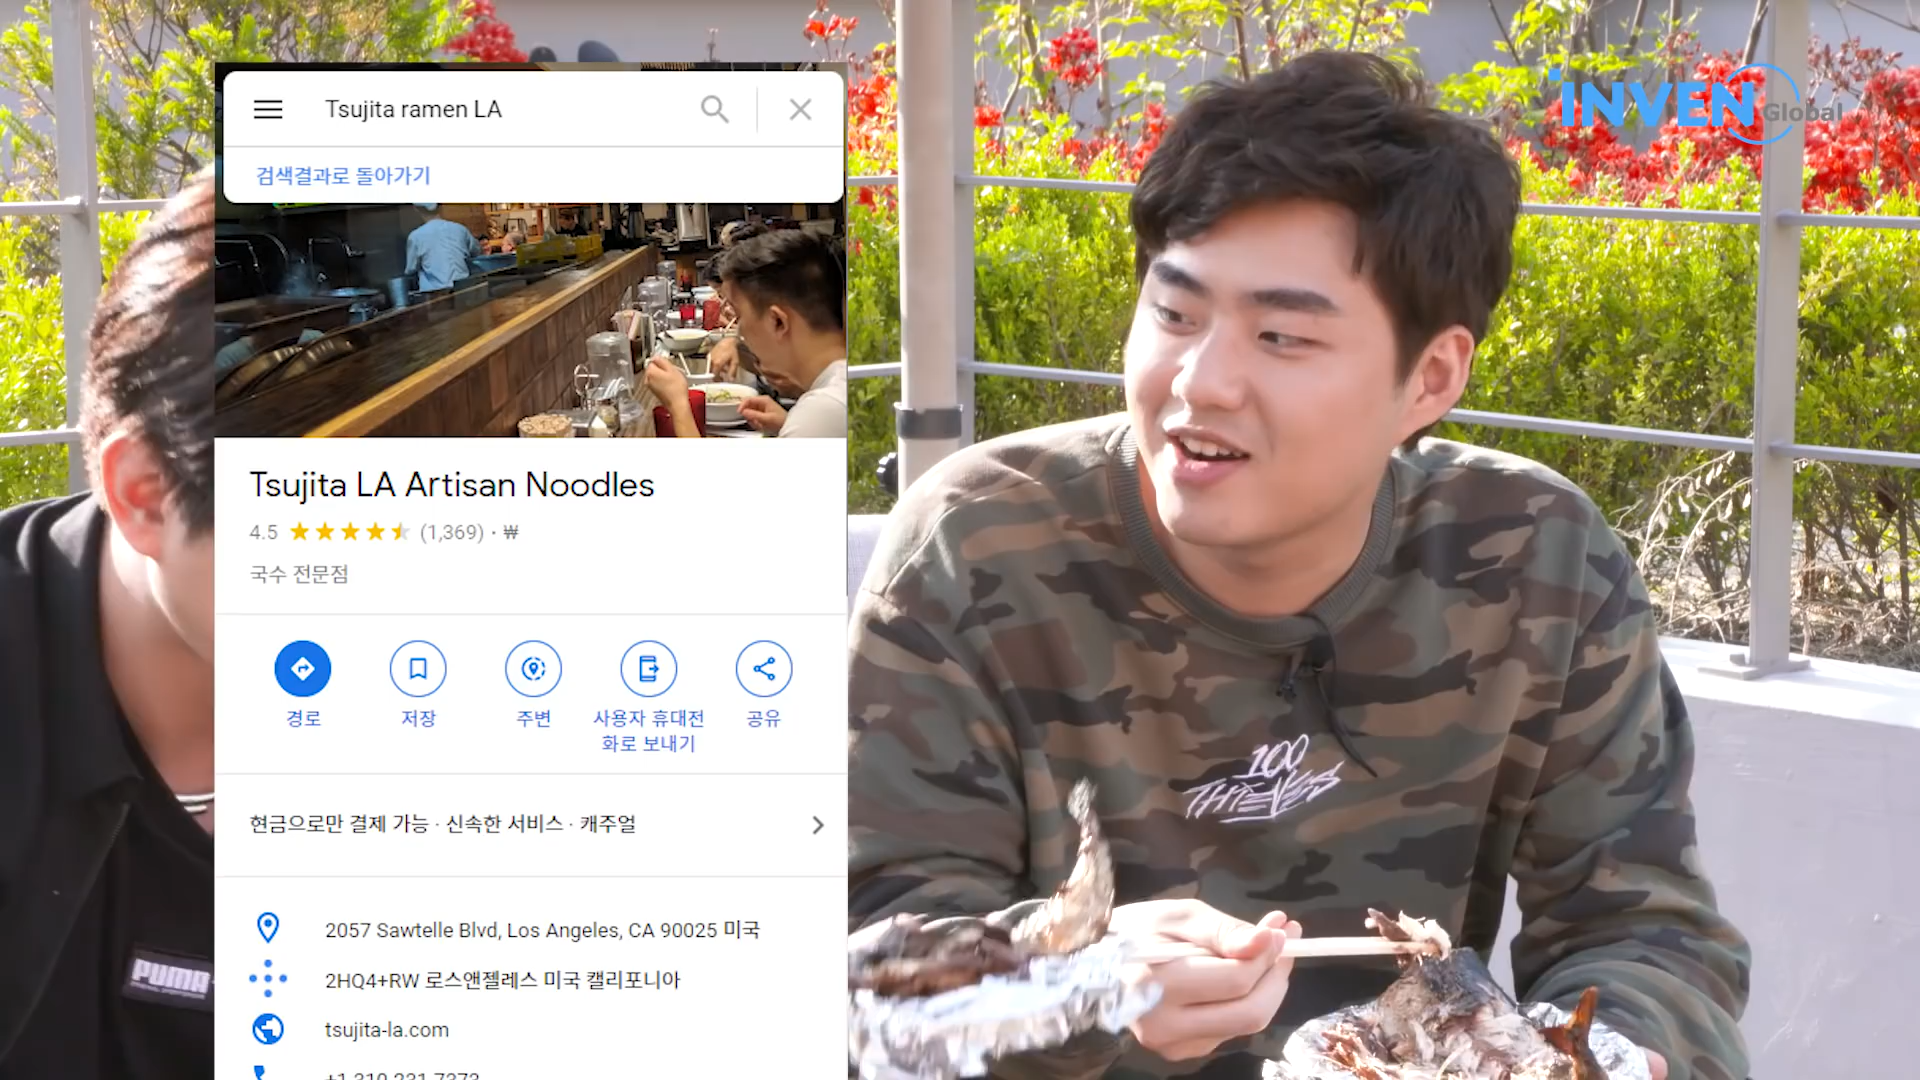 Tsujita ramen LA
검색결과로 돌아가기
Tsujita LA Artisan Noodles
4.5 (1,369) · ₩
국수 전문점
경로
저장
주변
사용자 휴대전
화로 보내기
공유
현금으로만 결제 가능 · 신속한 서비스 · 캐주얼
2057 Sawtelle Blvd, Los Angeles, CA 90025 미국
2HQ4+RW 로스앤젤레스 미국 캘리포니아
tsujita-la.com
+1 310 231 7373
iNVEN Global
100
THIEVES
PUMA